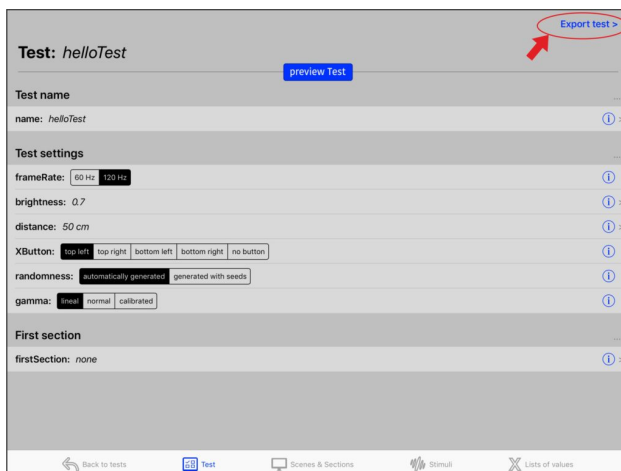 Export test >
Test: helloTest
preview Test
Test name
...
name: helloTest
Test settings
...
frameRate: 60 Hz 120 Hz
brightness: 0.7
distance: 50 cm
XButton: top left top right bottom left bottom right no button
randomness: automatically generated generated with seeds
gamma: lineal normal calibrated
First section
...
firstSection: none
Back to tests Test Scenes & Sections Stimuli Lists of values